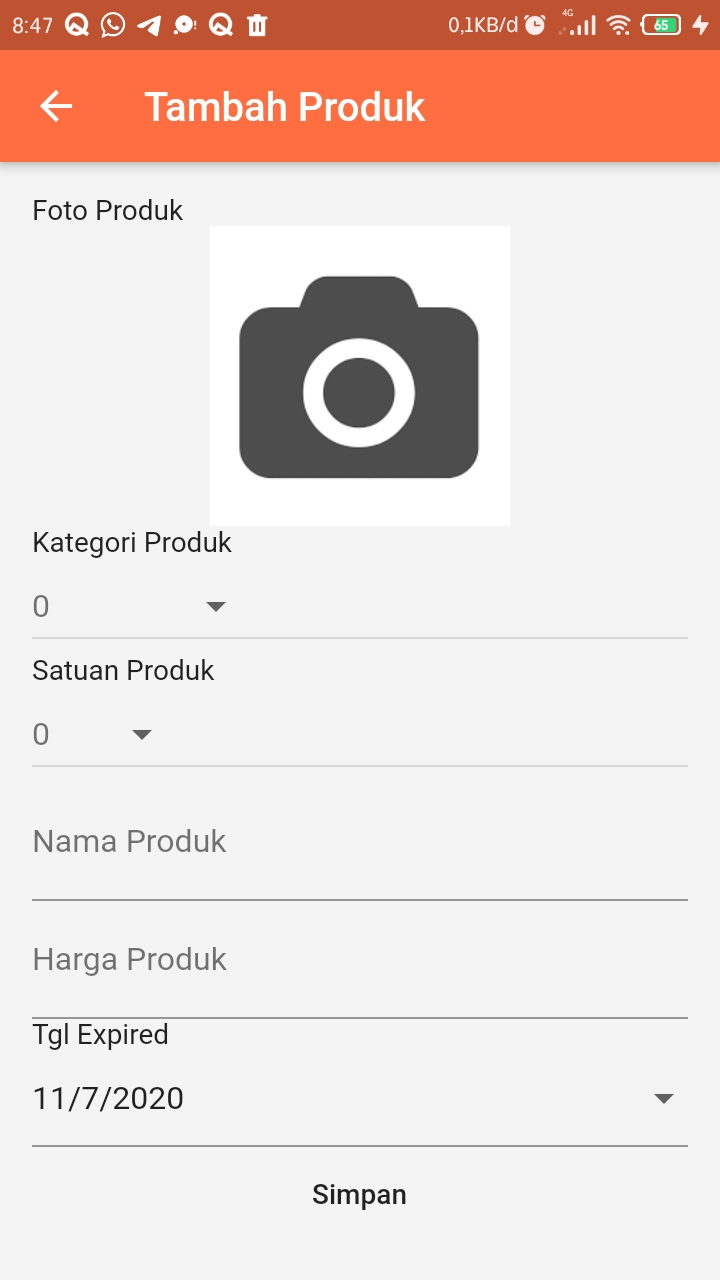 8:47 0,1KB/d 4G 65
Tambah Produk
Foto Produk
Kategori Produk
0
Satuan Produk
0
Nama Produk
Harga Produk
Tgl Expired
11/7/2020
Simpan